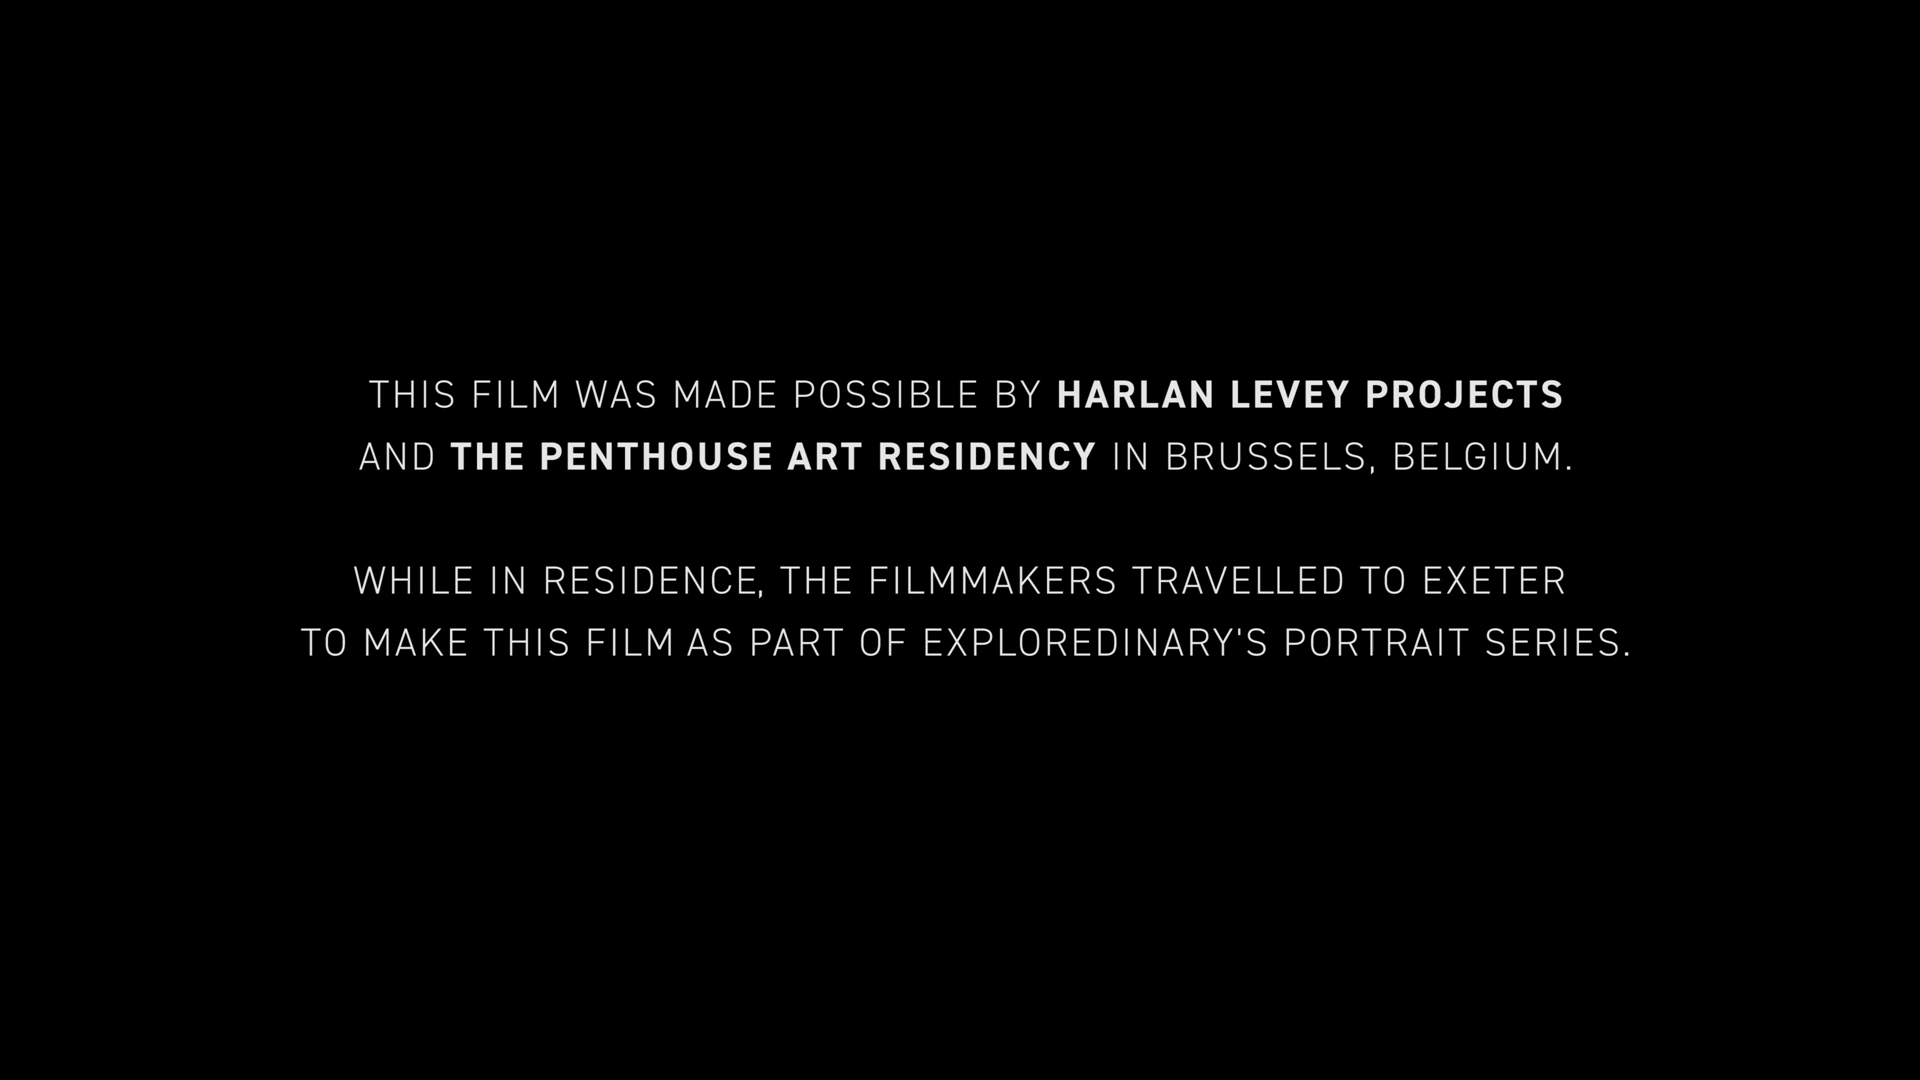 THIS FILM WAS MADE POSSIBLE BY HARLAN LEVEY PROJECTS
AND THE PENTHOUSE ART RESIDENCY IN BRUSSELS, BELGIUM.
WHILE IN RESIDENCE, THE FILMMAKERS TRAVELLED TO EXETER
TO MAKE THIS FILM AS PART OF EXPLOREDINARY'S PORTRAIT SERIES.